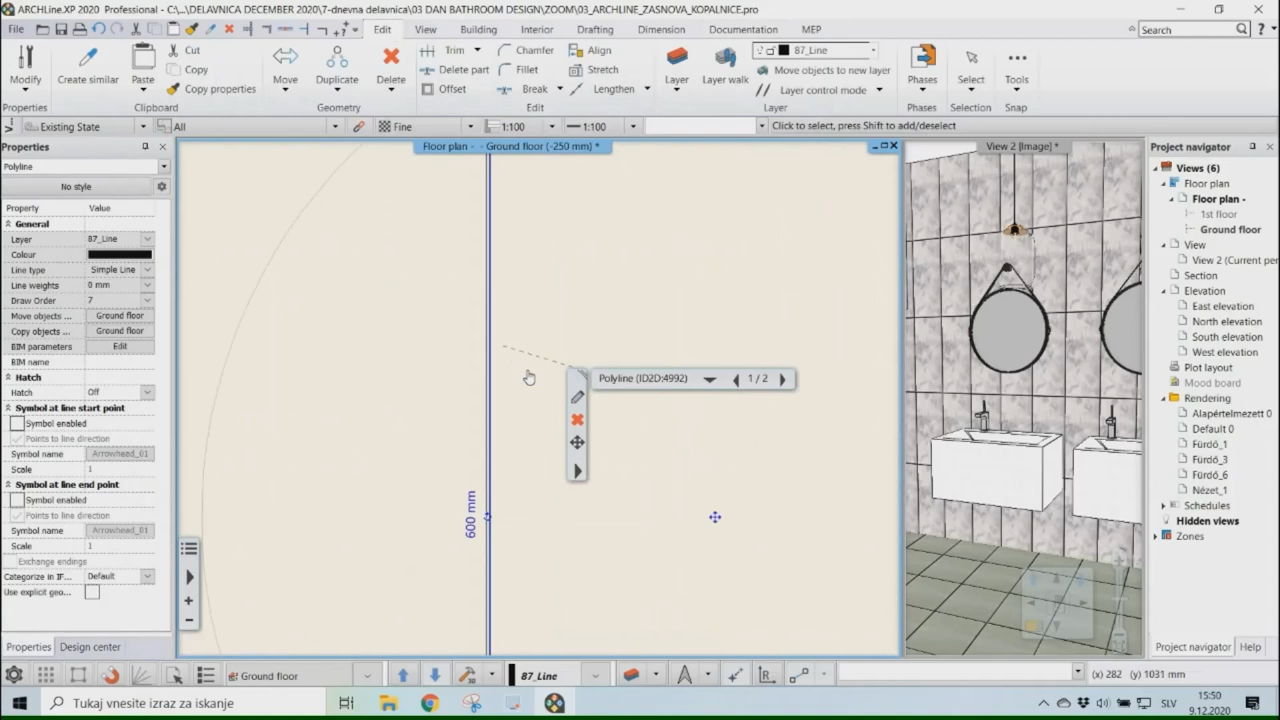 ARCHLine.XP 2020 Professional - C:\...\DELAVNICA DECEMBER 2020\7-dnevna delavnica\03 DAN BATHROOM DESIGN\ZOOM\03_ARCHLINE_ZASNOVA_KOPALNICE.pro
File Edit View Building Interior Drafting Dimension Documentation MEP Search
Modify Create similar Paste Cut Copy Copy properties Move Duplicate Delete
Trim Chamfer Align
Delete part Fillet Stretch
Offset Break Lengthen
Layer Layer walk 87_Line
Move objects to new layer
Layer control mode
Phases Select Tools
Properties Clipboard Geometry Edit Layer Phases Selection Snap
Existing State All Fine 1:100 1:100 Click to select, press Shift to add/deselect
Properties
Polyline
No style
Property Value
General
Layer 87_Line
Colour
Line type Simple Line
Line weights 0 mm
Draw Order 7
Move objects ... Ground floor
Copy objects ... Ground floor
BIM parameters Edit
BIM name
Hatch
Hatch Off
Symbol at line start point
Symbol enabled
Points to line direction
Symbol name Arrowhead_01
Scale 1
Symbol at line end point
Symbol enabled
Points to line direction
Symbol name Arrowhead_01
Scale 1
Exchange endings
Categorize in IF... Default
Use explicit geo...
Properties Design center
Floor plan - - Ground floor (-250 mm) *
Polyline (ID2D:4992) 1 / 2
600 mm
View 2 [Image] *
Project navigator
Views (6)
Floor plan
Floor plan -
1st floor
Ground floor
View
View 2 (Current per
Section
Elevation
East elevation
North elevation
South elevation
West elevation
Plot layout
Mood board
Rendering
Alapértelmezett 0
Default 0
Fürdő_1
Fürdő_3
Fürdő_6
Nézet_1
Schedules
Hidden views
Zones
Project navigator Help
Ground floor 87_Line (x) 282 (y) 1031 mm
Tukaj vnesite izraz za iskanje
SLV
15:50
9.12.2020